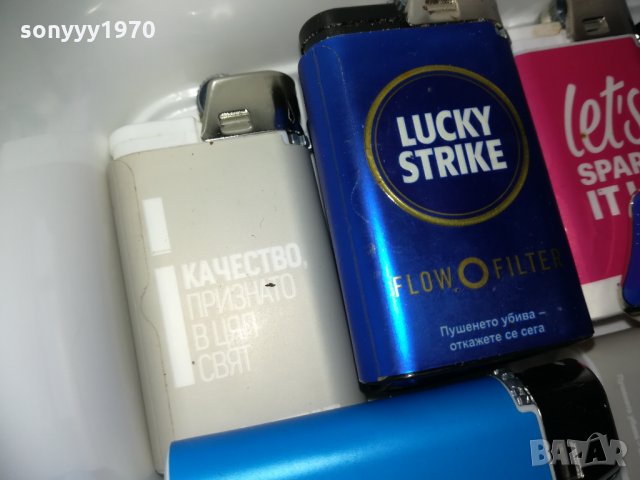 sonyyy1970
LUCKY
STRIKE
FLOW FILTER
Пушенето убива –
откажете се сега
КАЧЕСТВО,
ПРИЗНАТО
В ЦЯЛ
СВЯТ
let's
SPAR
IT
BAZAR